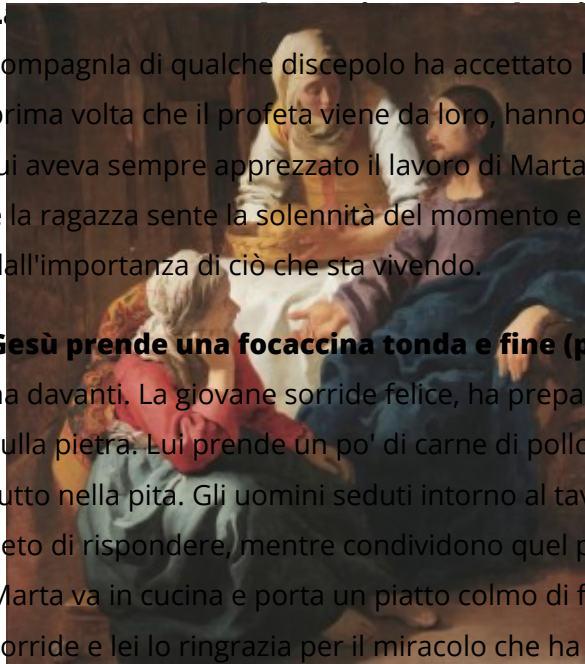 ompagnIa di qualche discepolo ha accettato
prima volta che il profeta viene da loro, hanno
ui aveva sempre apprezzato il lavoro di Marta
e la ragazza sente la solennità del momento e
dall'importanza di ciò che sta vivendo.
Gesù prende una focaccina tonda e fine (p
na davanti. La giovane sorride felice, ha prepa
ulla pietra. Lui prende un po' di carne di pollo
utto nella pita. Gli uomini seduti intorno al tav
eto di rispondere, mentre condividono quel p
Marta va in cucina e porta un piatto colmo di f
orride e lei lo ringrazia per il miracolo che ha